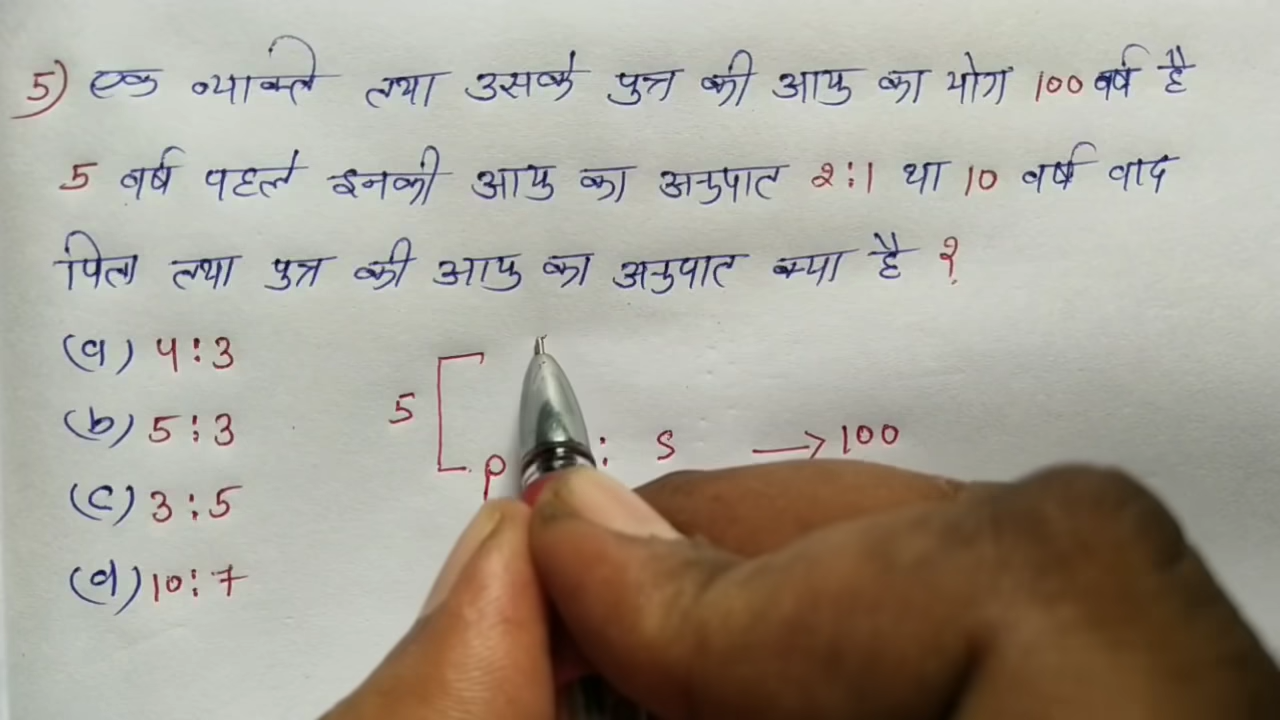 5) एक व्यक्ति तथा उसके पुत्र की आयु का योग 100 वर्ष है
5 वर्ष पहले इनकी आयु का अनुपात 2:1 था 10 वर्ष बाद
पिता तथा पुत्र की आयु का अनुपात क्या है ?
(a) 4:3
(b) 5:3
(c) 3:5
(d) 10:7
5
P : S → 100